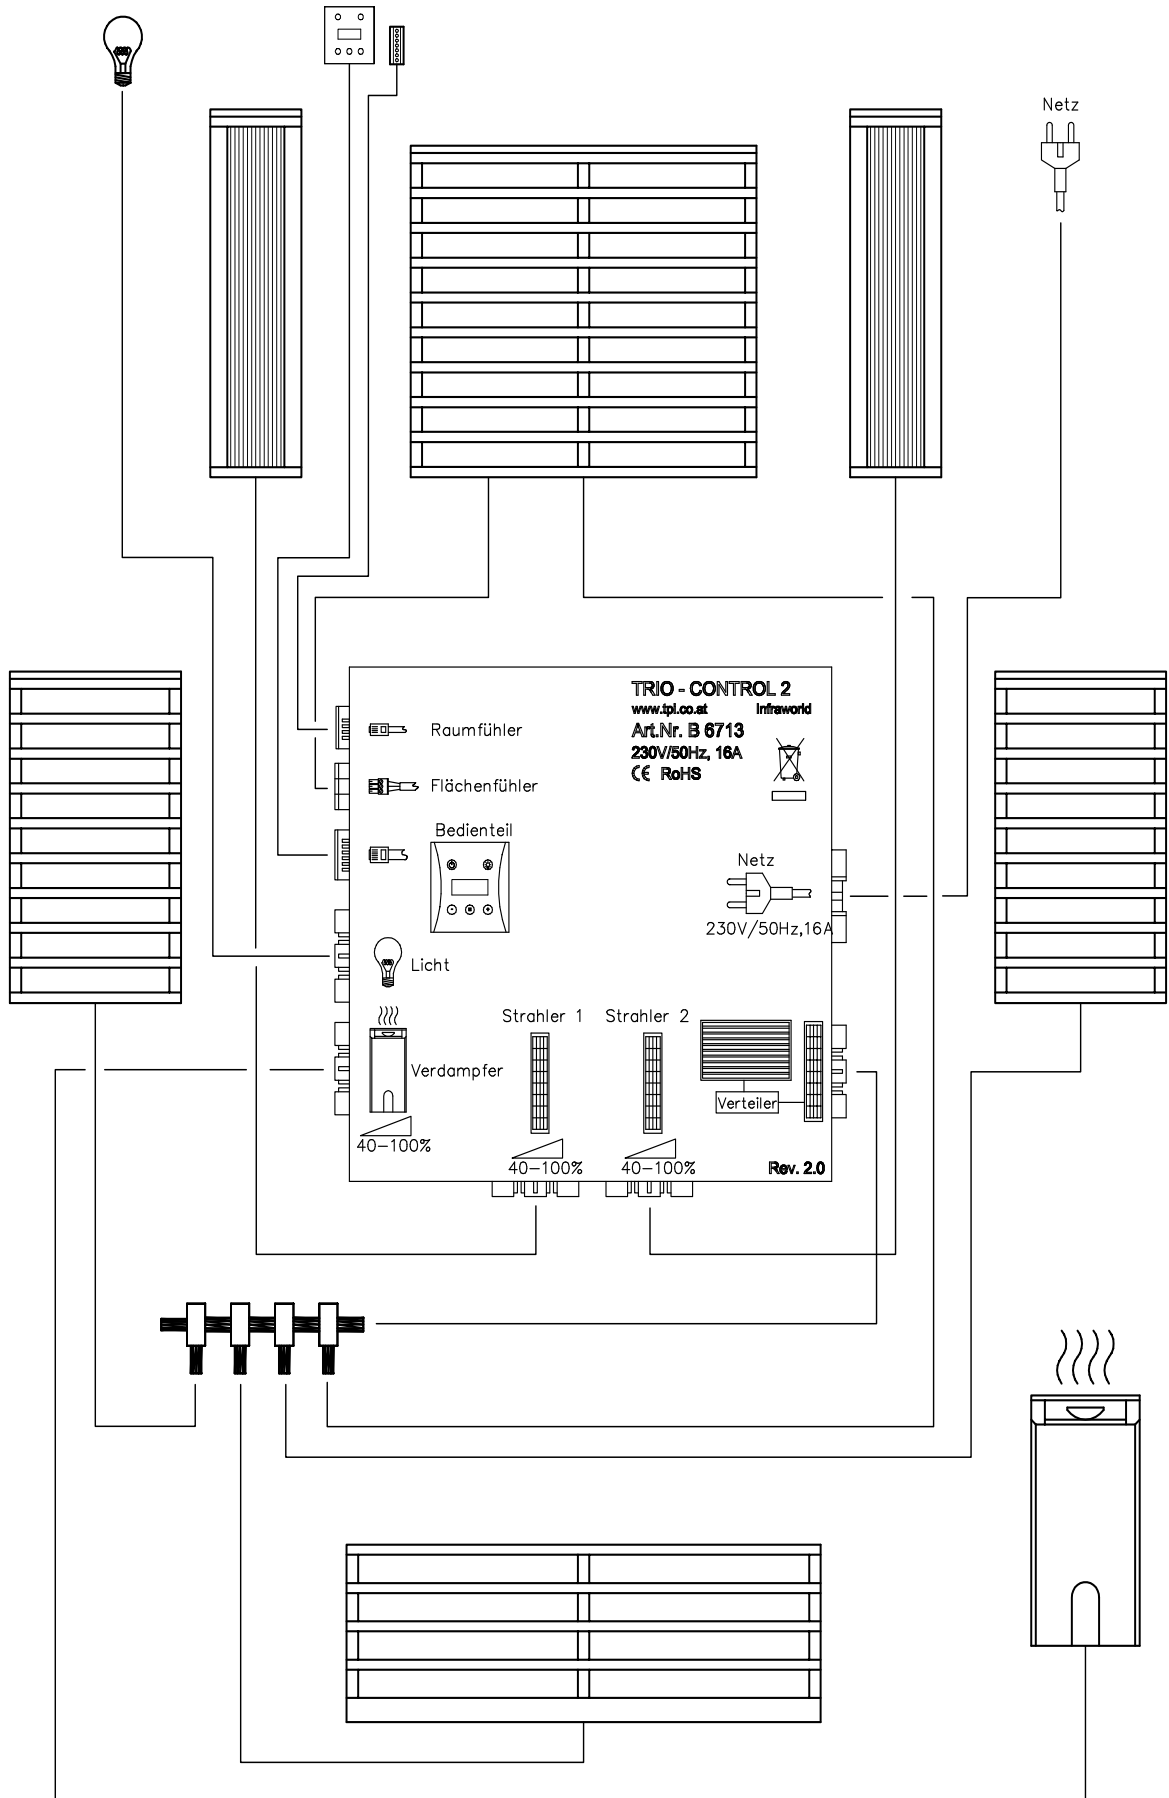 Netz
TRIO - CONTROL 2
www.tpi.co.at Infraworld
Art.Nr. B 6713
230V/50Hz, 16A
CE RoHS
Raumfühler
Flächenfühler
Bedienteil
Netz
230V/50Hz,16A
Licht
Strahler 1 Strahler 2
Verdampfer
Verteiler
40-100%
40-100% 40-100%
Rev. 2.0